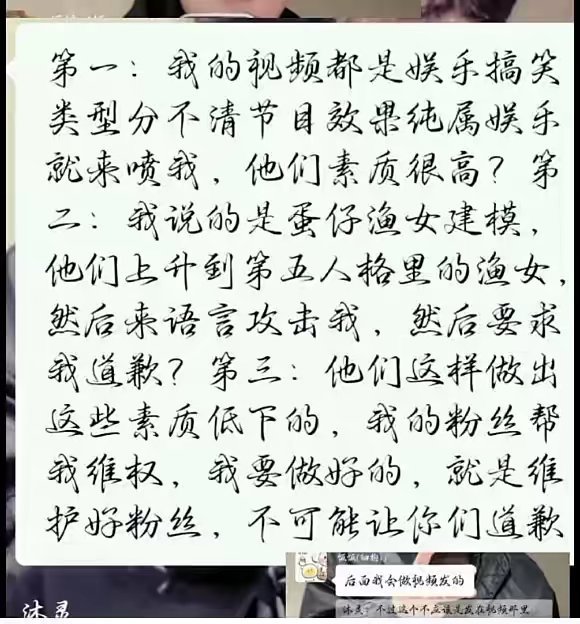 第一：我的视频都是娱乐搞笑
类型分不清节目效果纯属娱乐
就来喷我，他们素质很高？第
二：我说的是蛋仔渔女建模，
他们上升到第五人格里的渔女，
然后来语言攻击我，然后要求
我道歉？第三：他们这样做出
这些素质低下的，我的粉丝帮
我维权，我要做好的，就是维
护好粉丝，不可能让你们道歉
后面我会做视频发的
沐灵：不过这个不应该是发在视频那里
沐灵